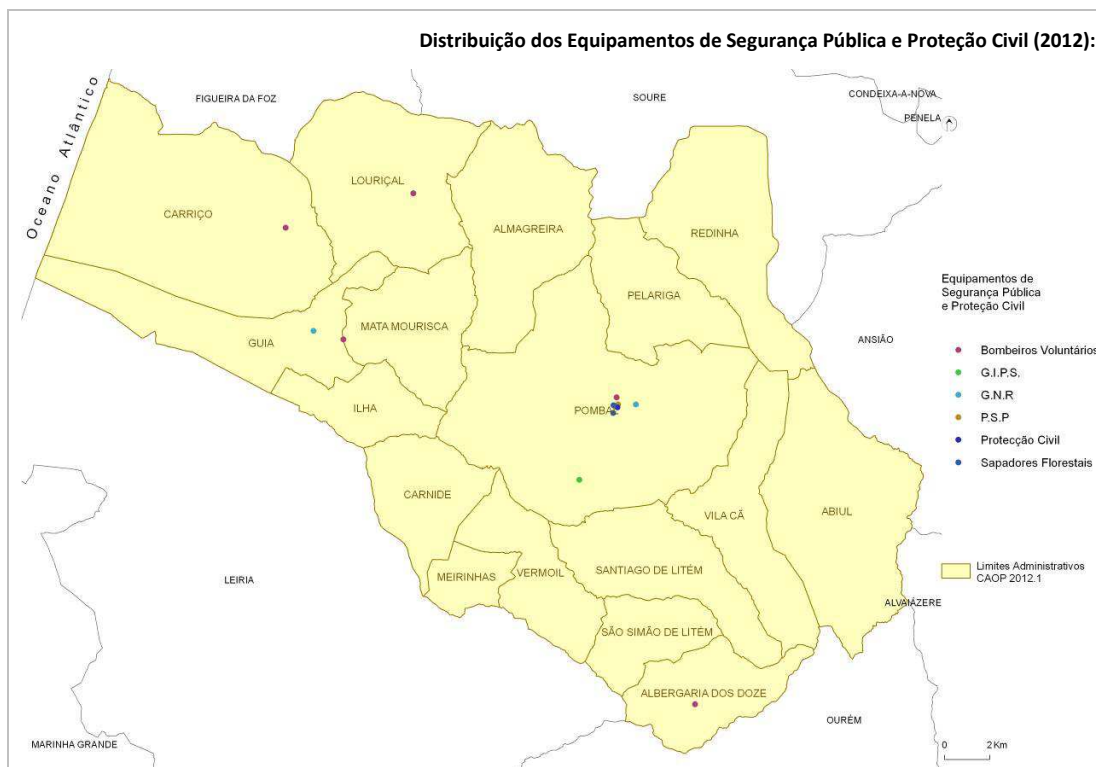 Distribuição dos Equipamentos de Segurança Pública e Proteção Civil (2012):
Oceano Atlântico
FIGUEIRA DA FOZ
SOURE
CONDEIXA-A-NOVA
PENELA
LOURIÇAL
CARRIÇO
ALMAGREIRA
REDINHA
PELARIGA
MATA MOURISCA
GUIA
ANSIÃO
ILHA
POMBAL
CARNIDE
VILA CÃ
ABIUL
MEIRINHAS
VERMOIL
SANTIAGO DE LITÉM
LEIRIA
SÃO SIMÃO DE LITÉM
ALVAIÁZERE
ALBERGARIA DOS DOZE
OURÉM
MARINHA GRANDE
Equipamentos de
Segurança Pública
e Proteção Civil
Bombeiros Voluntários
G.I.P.S.
G.N.R
P.S.P
Protecção Civil
Sapadores Florestais
Limites Administrativos
CAOP 2012.1
0 2 Km